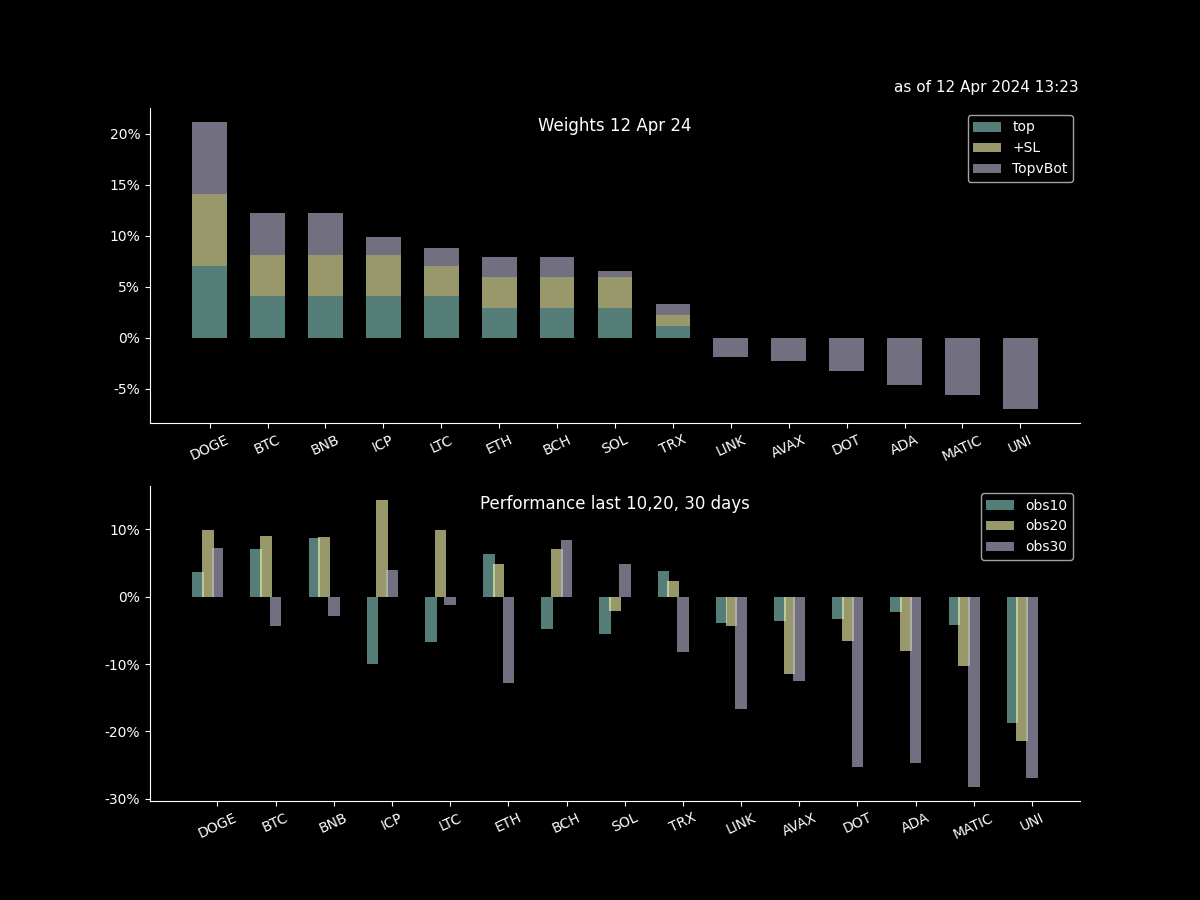 as of 12 Apr 2024 13:23
Weights 12 Apr 24
top
+SL
TopvBot
20%
15%
10%
5%
0%
-5%
DOGE BTC BNB ICP LTC ETH BCH SOL TRX LINK AVAX DOT ADA MATIC UNI
Performance last 10,20, 30 days
obs10
obs20
obs30
10%
0%
-10%
-20%
-30%
DOGE BTC BNB ICP LTC ETH BCH SOL TRX LINK AVAX DOT ADA MATIC UNI